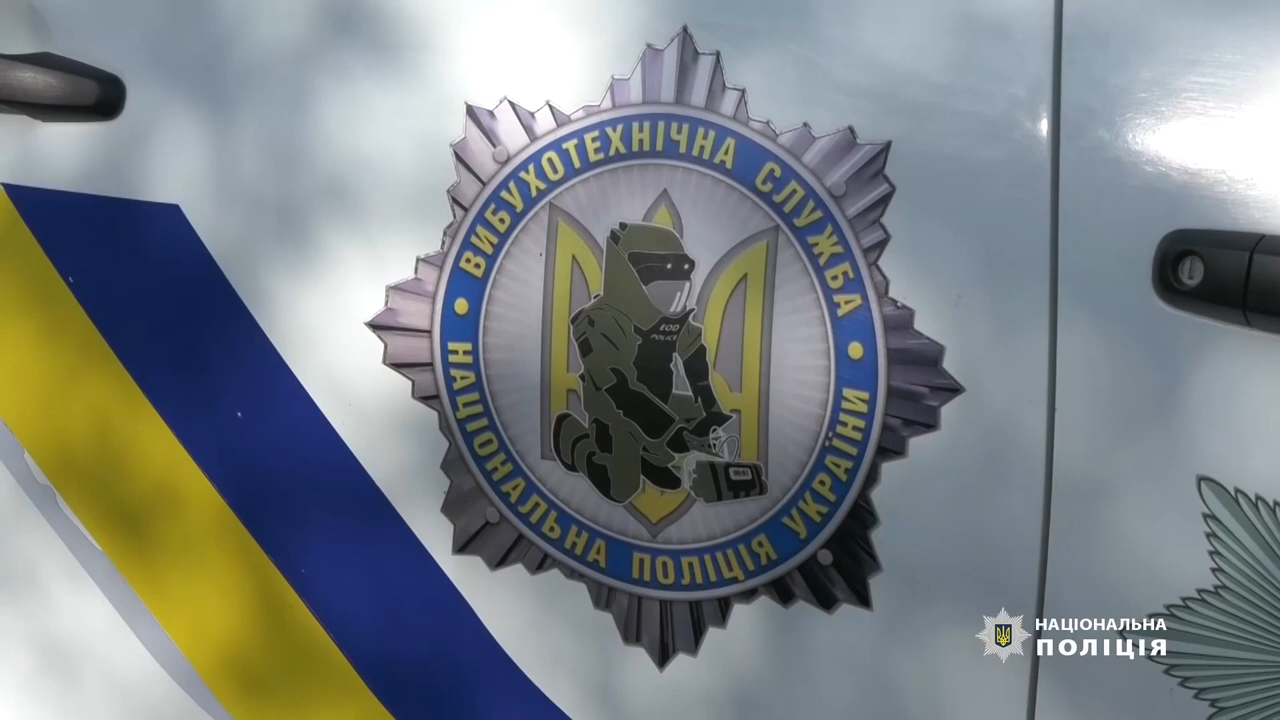 ВИБУХОТЕХНІЧНА СЛУЖБА
НАЦІОНАЛЬНА ПОЛІЦІЯ УКРАЇНИ
EOD
POLICE
НАЦІОНАЛЬНА
ПОЛІЦІЯ